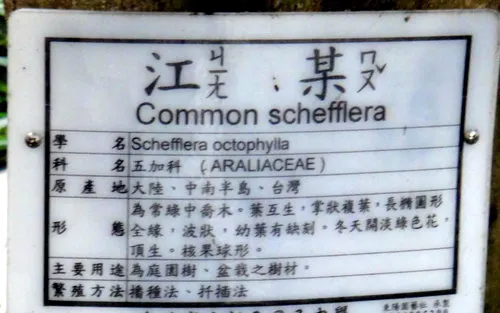 江ㄐㄧㄤ、某ㄇㄡˇ
Common schefflera
學名 Schefflera octophylla
科名 五加科 (ARALIACEAE)
原產地 大陸、中南半島、台灣
形態 為常綠中喬木。葉互生,掌狀複葉,長橢圓形
全緣,波狀,幼葉有缺刻。冬天開淡綠色花,
頂生。核果球形。
主要用途 為庭園樹、盆栽之樹材。
繁殖方法 播種法、扦插法